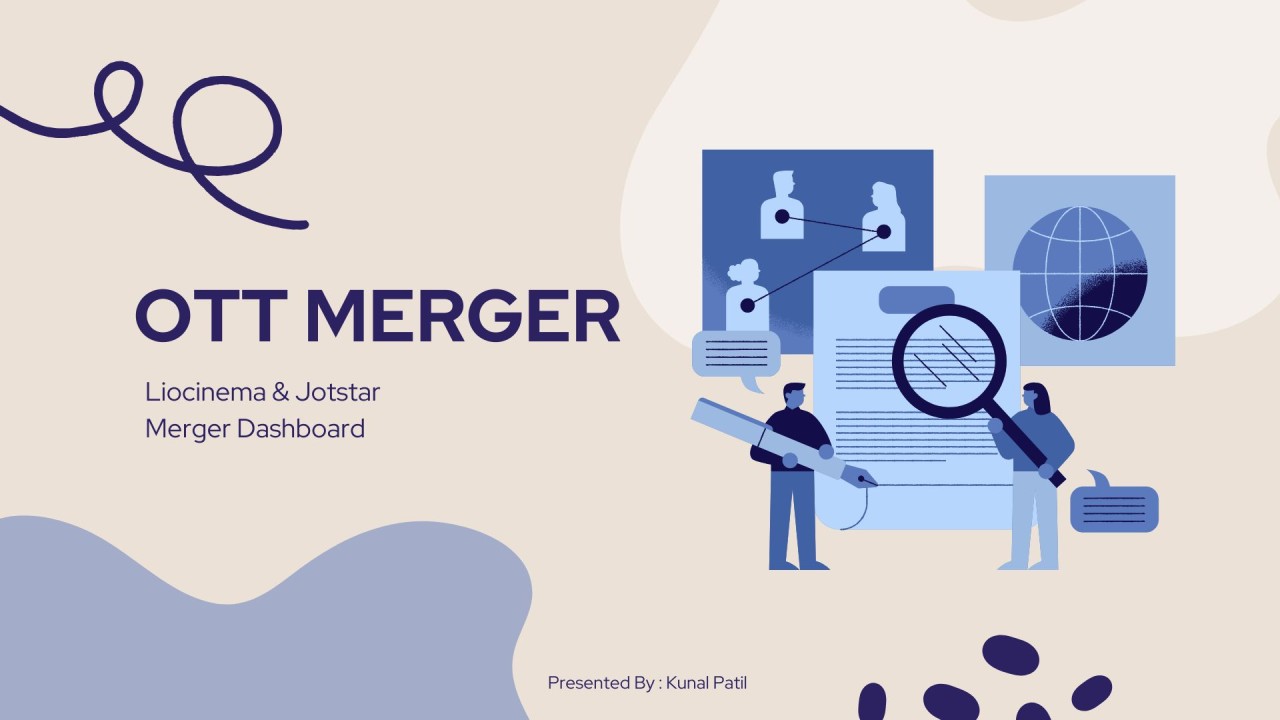 OTT MERGER
Liocinema & Jotstar
Merger Dashboard
Presented By : Kunal Patil